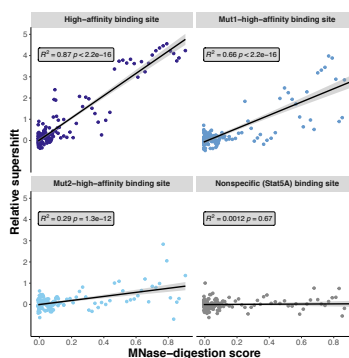 High−affinity binding site
Mut1−high−affinity binding site
5
4
3
2
1
0
R² = 0.87 p < 2.2e−16
R² = 0.66 p < 2.2e−16
Relative supershift
Mut2−high−affinity binding site
Nonspecific (Stat5A) binding site
5
4
3
2
1
0
R² = 0.29 p = 1.3e−12
R² = 0.0012 p = 0.67
0.0 0.2 0.4 0.6 0.8
0.0 0.2 0.4 0.6 0.8
MNase−digestion score